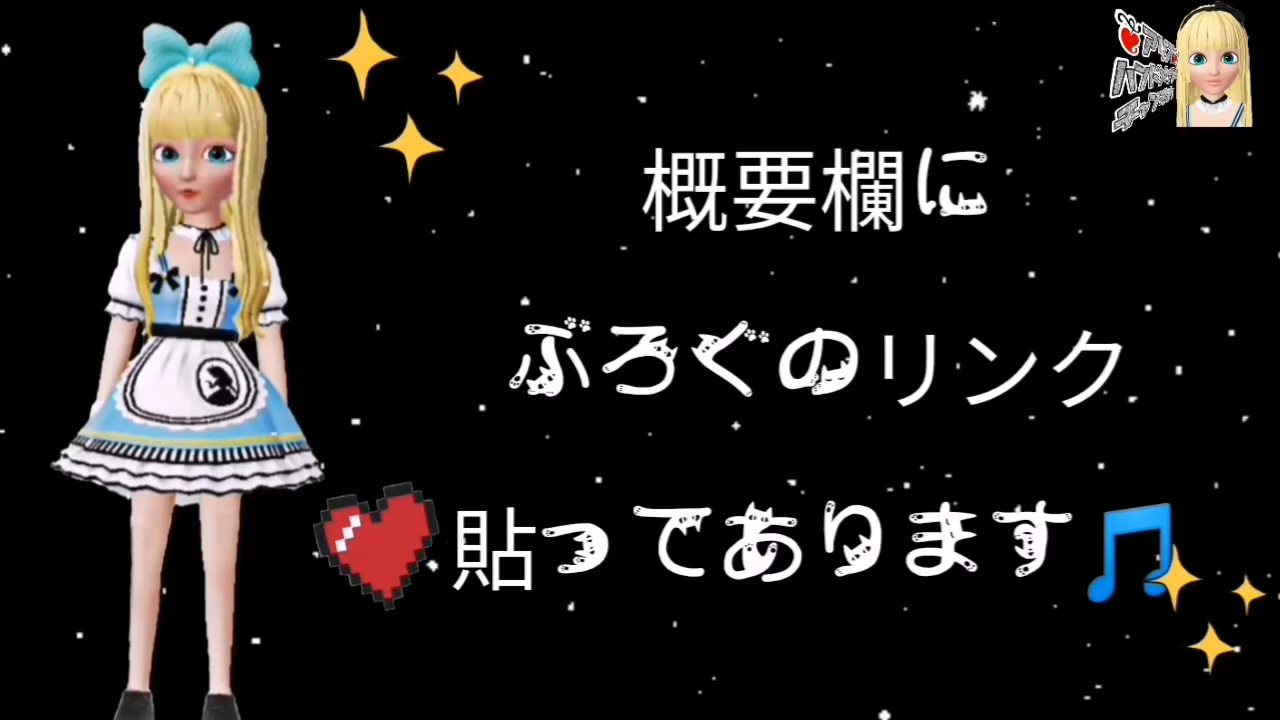 概要欄に
ぶろぐのリンク
貼ってあります